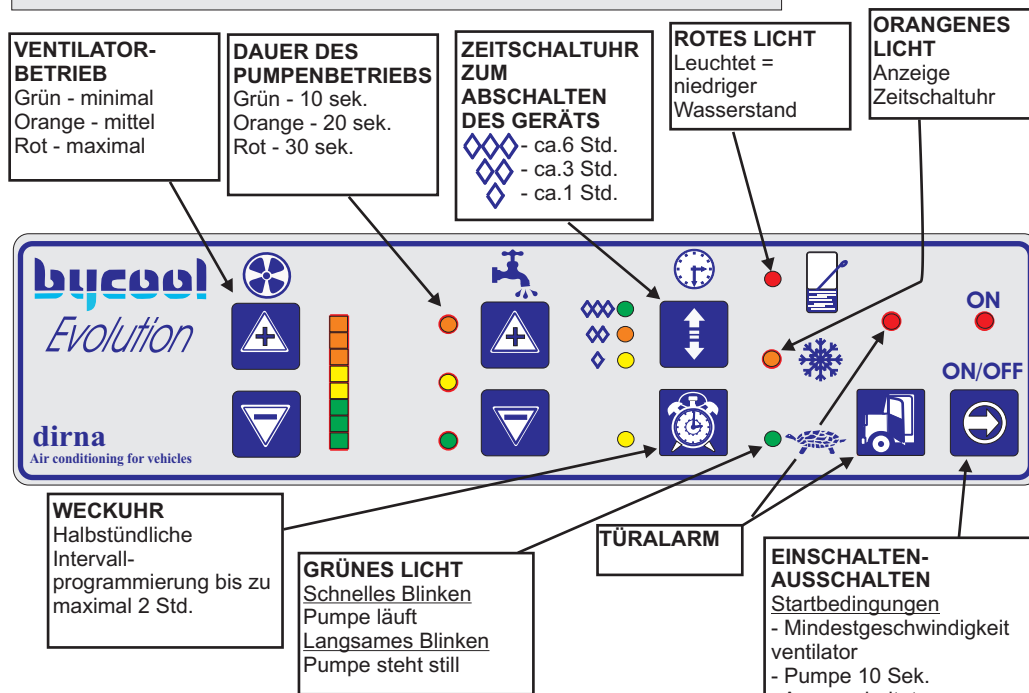 VENTILATOR-
BETRIEB
Grün - minimal
Orange - mittel
Rot - maximal
DAUER DES
PUMPENBETRIEBS
Grün - 10 sek.
Orange - 20 sek.
Rot - 30 sek.
ZEITSCHALTUHR
ZUM
ABSCHALTEN
DES GERÄTS
- ca.6 Std.
- ca.3 Std.
- ca.1 Std.
ROTES LICHT
Leuchtet =
niedriger
Wasserstand
ORANGENES
LICHT
Anzeige
Zeitschaltuhr
bycool
Evolution
dirna
Air conditioning for vehicles
ON
ON/OFF
WECKUHR
Halbstündliche
Intervall-
programmierung bis zu
maximal 2 Std.
GRÜNES LICHT
Schnelles Blinken
Pumpe läuft
Langsames Blinken
Pumpe steht still
TÜRALARM
EINSCHALTEN-
AUSSCHALTEN
Startbedingungen
- Mindestgeschwindigkeit
ventilator
- Pumpe 10 Sek.